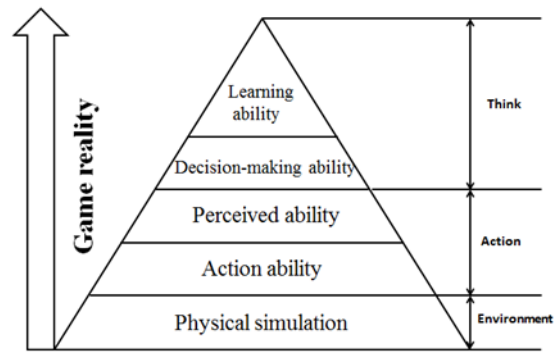 Game reality
Learning
ability
Decision-making ability
Perceived ability
Action ability
Physical simulation
Think
Action
Environment